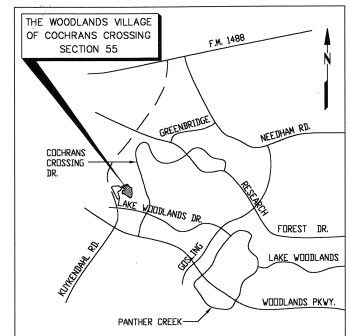 THE WOODLANDS VILLAGE
OF COCHRANS CROSSING
SECTION 55
F.M. 1488
N
GREENBRIDGE
NEEDHAM RD.
COCHRANS
CROSSING
DR.
RESEARCH
LAKE WOODLANDS DR.
FOREST DR.
GOSLING
LAKE WOODLANDS
KUYKENDAHL RD.
WOODLANDS PKWY.
PANTHER CREEK